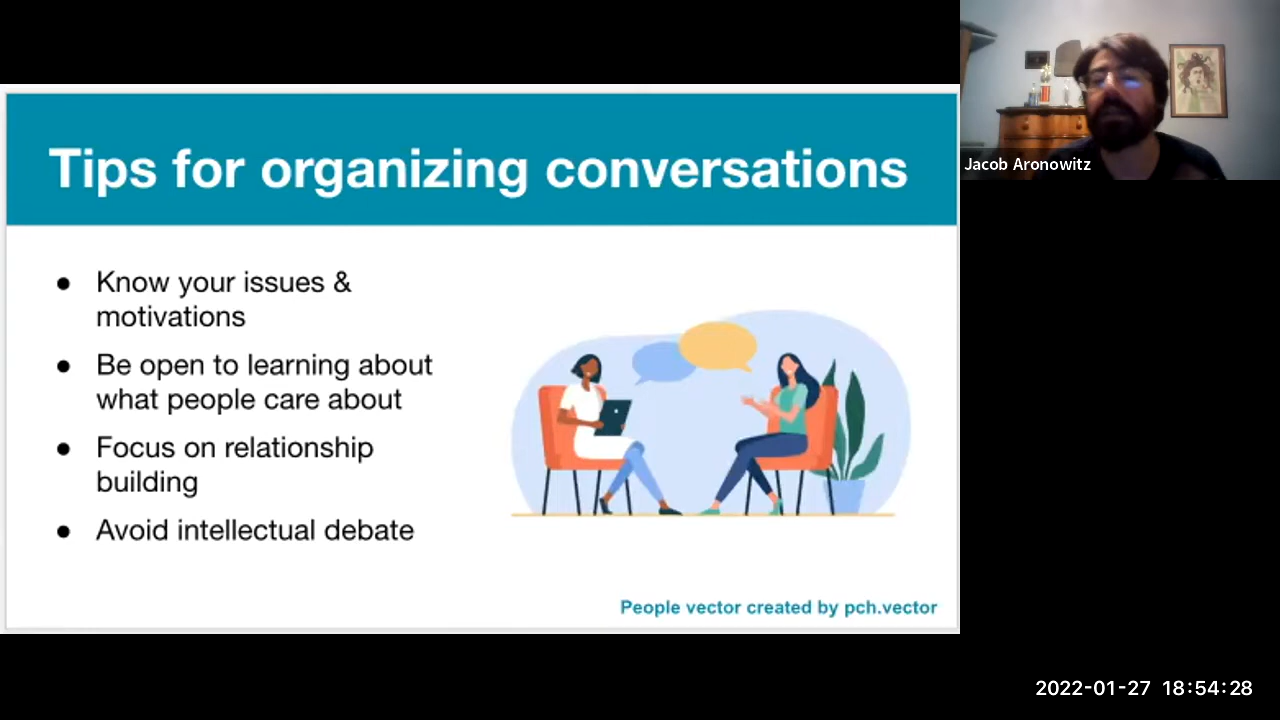 Tips for organizing conversations
Jacob Aronowitz
● Know your issues &
motivations
● Be open to learning about
what people care about
● Focus on relationship
building
● Avoid intellectual debate
People vector created by pch.vector
2022-01-27 18:54:28